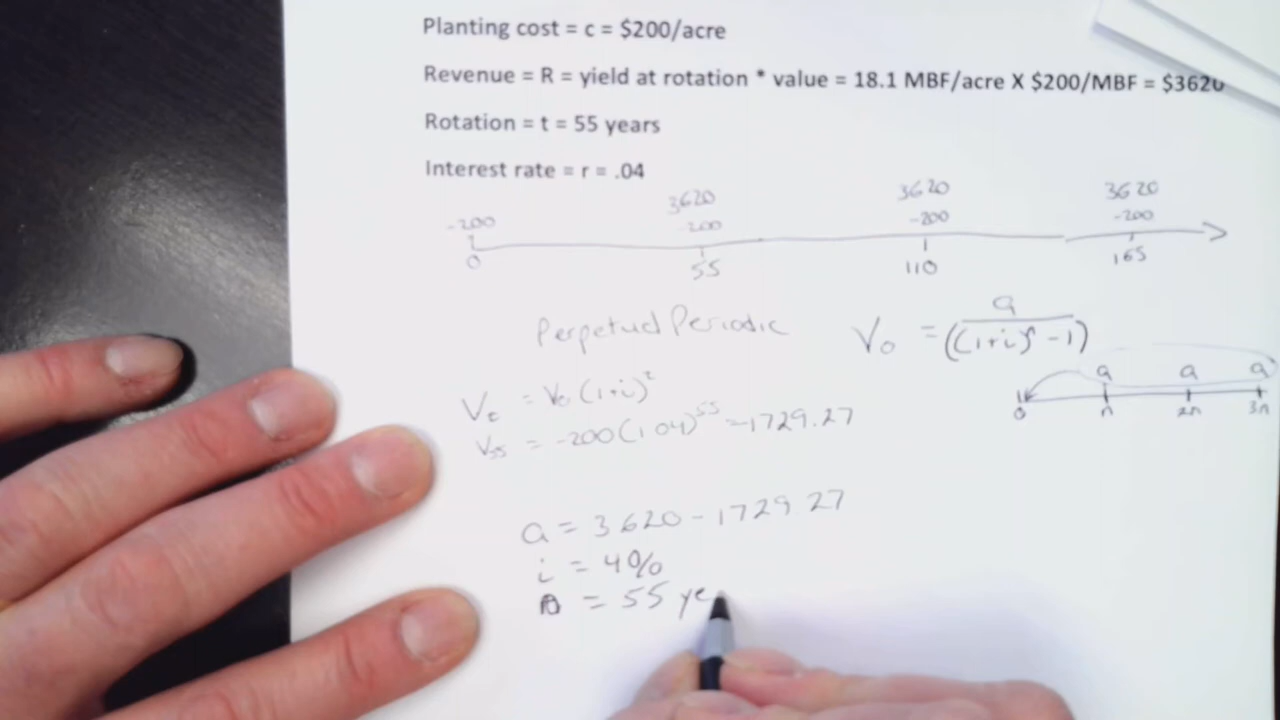 Planting cost = c = $200/acre
Revenue = R = yield at rotation * value = 18.1 MBF/acre X $200/MBF = $3620
Rotation = t = 55 years
Interest rate = r = .04
-200 3620 3620 3620
-200 -200 -200
0 55 110 165
Perpetual Periodic V₀ = a / ((1+i)ⁿ - 1)
a a a
0 n 2n 3n
V₀ (1+i)
V₅₅ = -200(1.04)⁵⁵ = -1729.27
a = 3620 - 1729.27
i = 4%
n = 55 ye